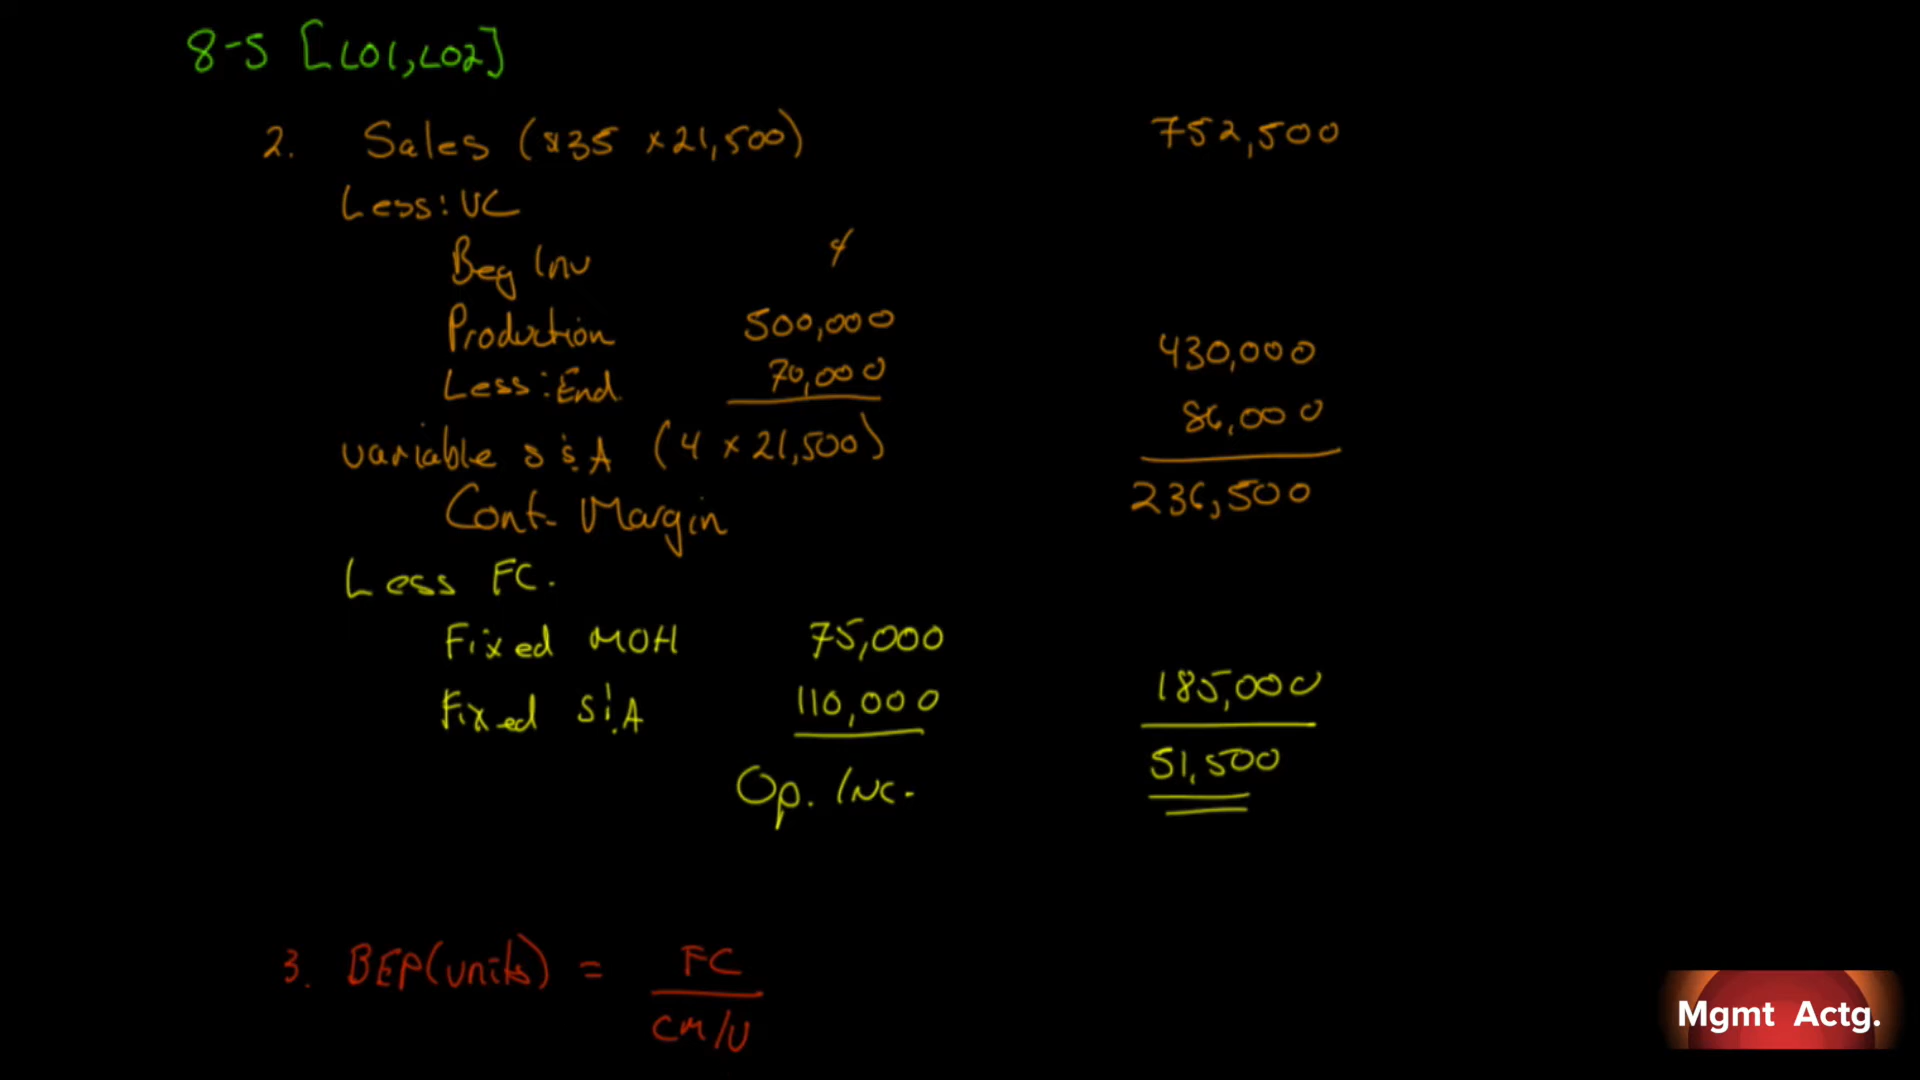 8-5 [LO1, LO2]
2. Sales ($35 × 21,500) 752,500
Less: VC
Beg Inv ∅
Production 500,000
Less: End. 70,000 430,000
variable S&A (4 × 21,500) 86,000
Cont. Margin 236,500
Less FC.
Fixed MOH 75,000
Fixed S&A 110,000 185,000
Op. Inc. 51,500
3. BEP(units) = FC
CM/U
Mgmt Actg.